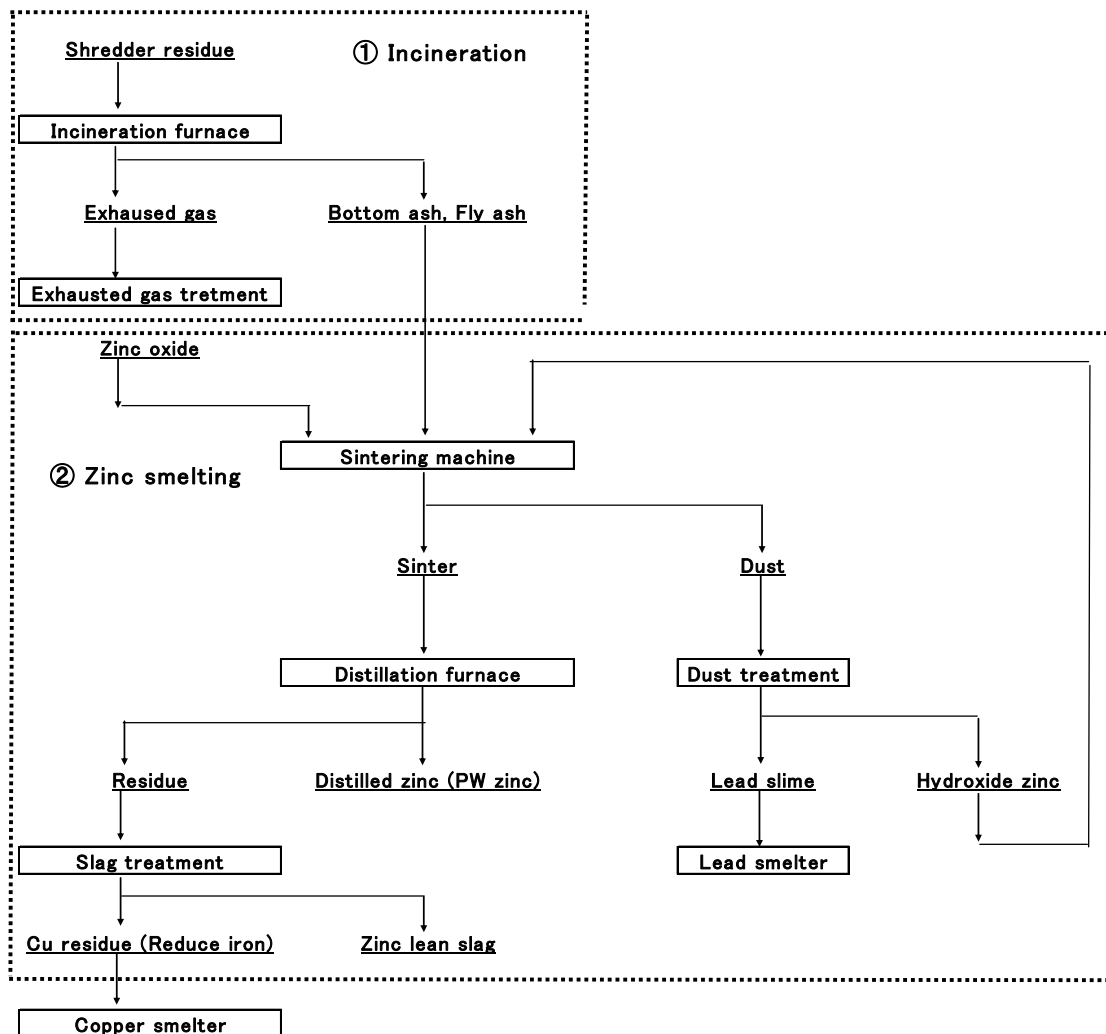 Shredder residue
① Incineration
Incineration furnace
Exhaused gas
Bottom ash, Fly ash
Exhausted gas tretment
Zinc oxide
Sintering machine
② Zinc smelting
Sinter
Dust
Distillation furnace
Dust treatment
Residue
Distilled zinc (PW zinc)
Lead slime
Hydroxide zinc
Slag treatment
Lead smelter
Cu residue (Reduce iron)
Zinc lean slag
Copper smelter